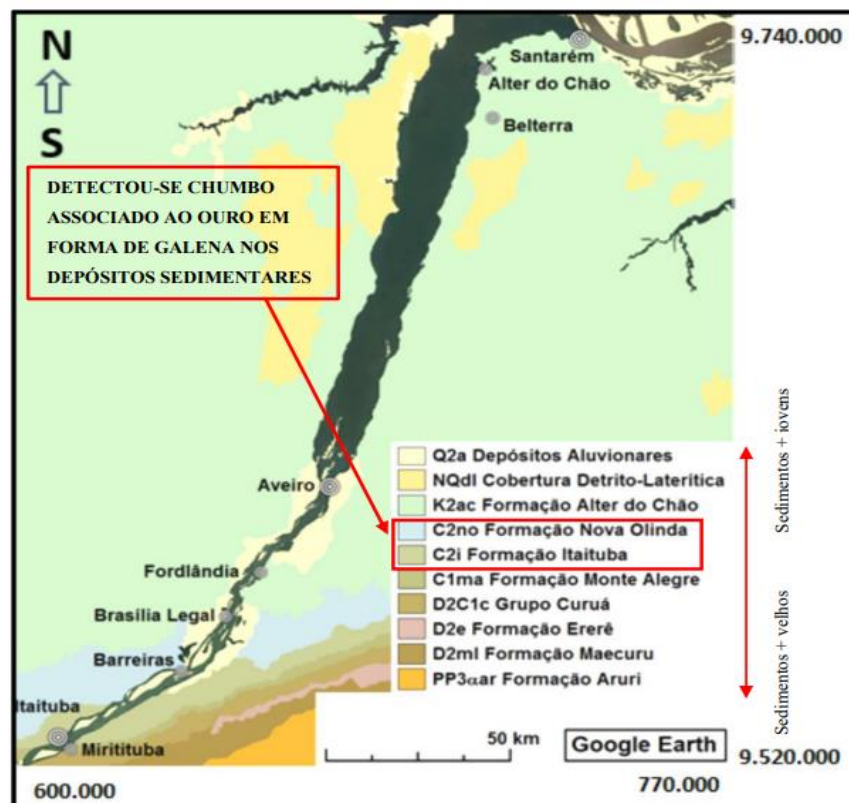 N
S
9.740.000
Santarém
Alter do Chão
Belterra
DETECTOU-SE CHUMBO
ASSOCIADO AO OURO EM
FORMA DE GALENA NOS
DEPÓSITOS SEDIMENTARES
Aveiro
Fordlândia
Brasília Legal
Barreiras
Itaituba
Miritituba
Q2a Depósitos Aluvionares
NQdl Cobertura Detrito-Laterítica
K2ac Formação Alter do Chão
C2no Formação Nova Olinda
C2i Formação Itaituba
C1ma Formação Monte Alegre
D2C1c Grupo Curuá
D2e Formação Ererê
D2ml Formação Maecuru
PP3αar Formação Aruri
Sedimentos + jovens
Sedimentos + velhos
50 km
Google Earth
9.520.000
600.000
770.000